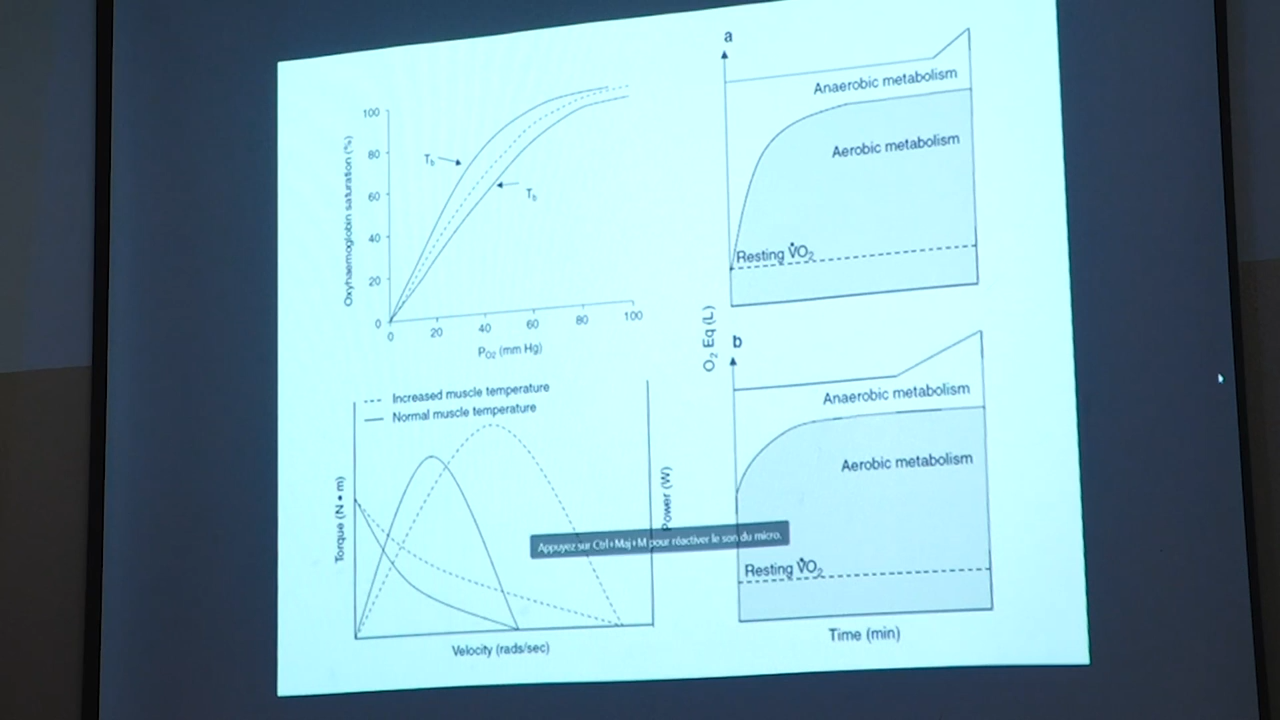 Oxyhaemoglobin saturation (%)
100
80
60
40
20
0
0
20
40
60
80
100
P_O2 (mm Hg)
T_b
T_b
Increased muscle temperature
Normal muscle temperature
Torque (N • m)
Power (W)
Velocity (rads/sec)
a
Anaerobic metabolism
Aerobic metabolism
Resting V̇O₂
O₂ Eq (L)
b
Anaerobic metabolism
Aerobic metabolism
Resting V̇O₂
Time (min)
Appuyez sur Ctrl+Maj+M pour réactiver le son du micro.